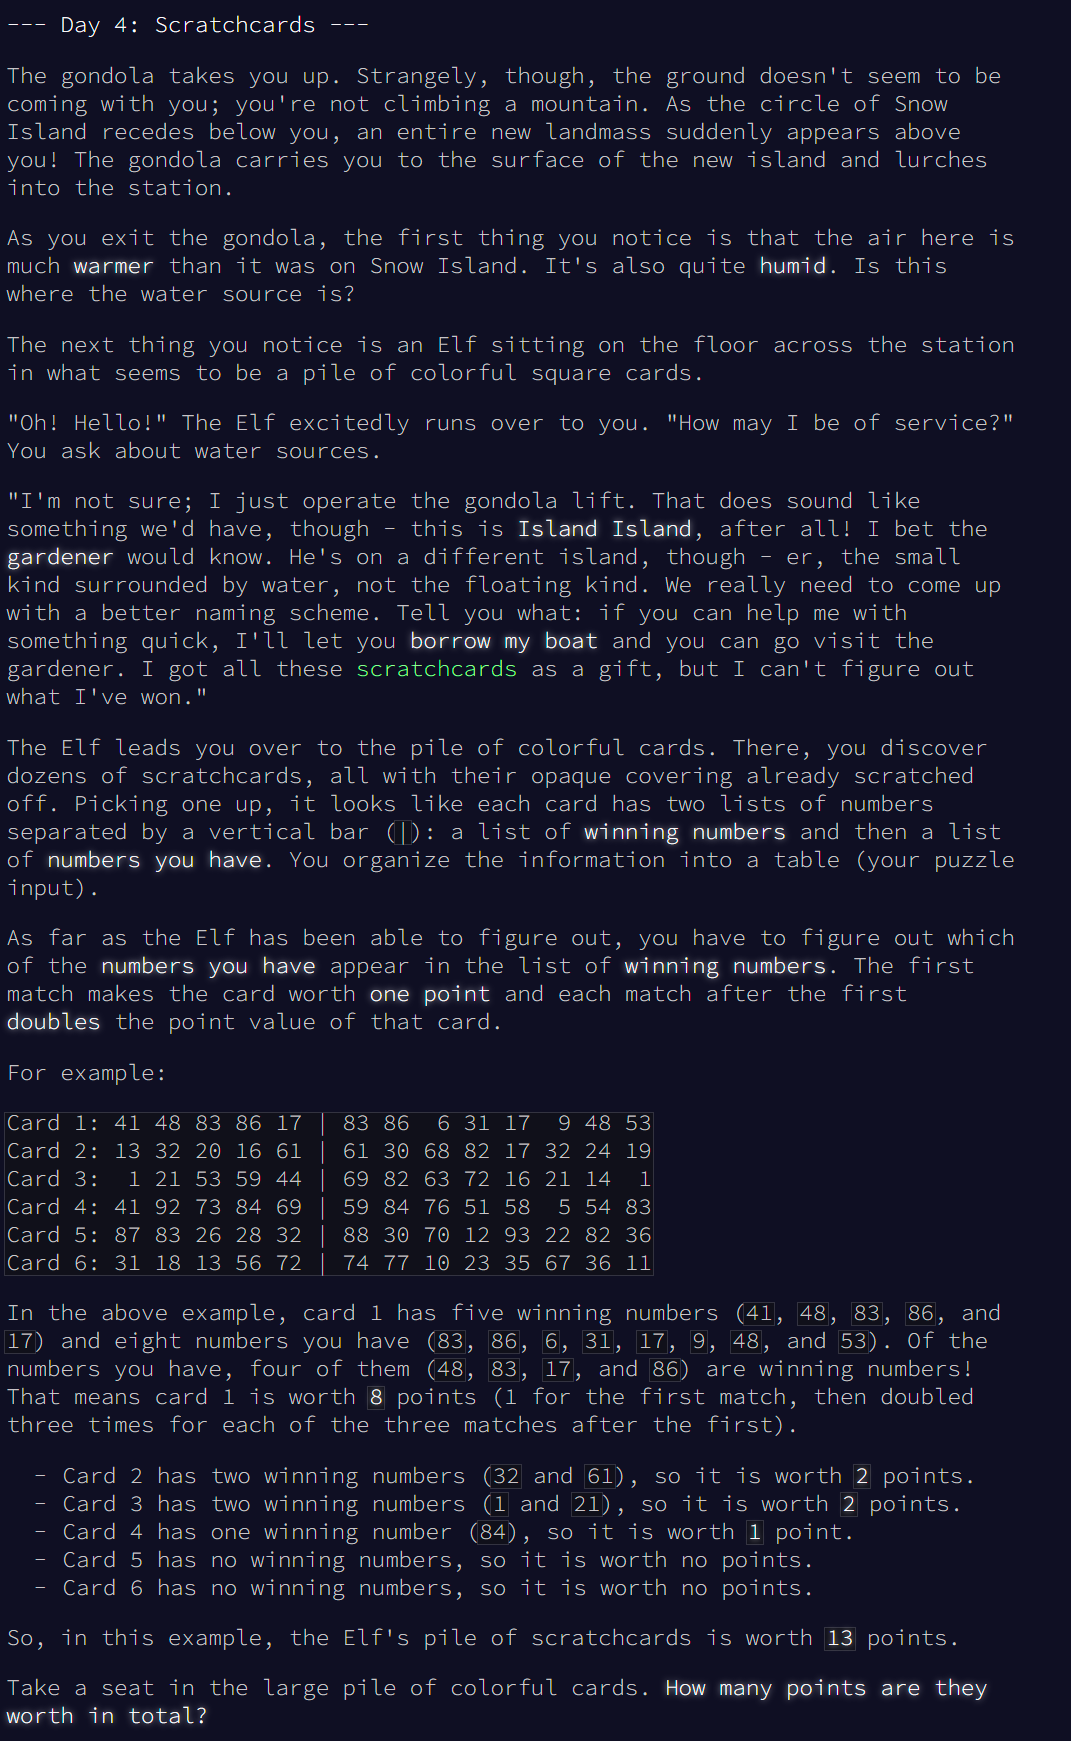 --- Day 4: Scratchcards ---
The gondola takes you up. Strangely, though, the ground doesn't seem to be
coming with you; you're not climbing a mountain. As the circle of Snow
Island recedes below you, an entire new landmass suddenly appears above
you! The gondola carries you to the surface of the new island and lurches
into the station.
As you exit the gondola, the first thing you notice is that the air here is
much warmer than it was on Snow Island. It's also quite humid. Is this
where the water source is?
The next thing you notice is an Elf sitting on the floor across the station
in what seems to be a pile of colorful square cards.
"Oh! Hello!" The Elf excitedly runs over to you. "How may I be of service?"
You ask about water sources.
"I'm not sure; I just operate the gondola lift. That does sound like
something we'd have, though - this is Island Island, after all! I bet the
gardener would know. He's on a different island, though - er, the small
kind surrounded by water, not the floating kind. We really need to come up
with a better naming scheme. Tell you what: if you can help me with
something quick, I'll let you borrow my boat and you can go visit the
gardener. I got all these scratchcards as a gift, but I can't figure out
what I've won."
The Elf leads you over to the pile of colorful cards. There, you discover
dozens of scratchcards, all with their opaque covering already scratched
off. Picking one up, it looks like each card has two lists of numbers
separated by a vertical bar (|): a list of winning numbers and then a list
of numbers you have. You organize the information into a table (your puzzle
input).
As far as the Elf has been able to figure out, you have to figure out which
of the numbers you have appear in the list of winning numbers. The first
match makes the card worth one point and each match after the first
doubles the point value of that card.
For example:
Card 1: 41 48 83 86 17 | 83 86  6 31 17  9 48 53
Card 2: 13 32 20 16 61 | 61 30 68 82 17 32 24 19
Card 3:  1 21 53 59 44 | 69 82 63 72 16 21 14  1
Card 4: 41 92 73 84 69 | 59 84 76 51 58  5 54 83
Card 5: 87 83 26 28 32 | 88 30 70 12 93 22 82 36
Card 6: 31 18 13 56 72 | 74 77 10 23 35 67 36 11
In the above example, card 1 has five winning numbers (41, 48, 83, 86, and
17) and eight numbers you have (83, 86, 6, 31, 17, 9, 48, and 53). Of the
numbers you have, four of them (48, 83, 17, and 86) are winning numbers!
That means card 1 is worth 8 points (1 for the first match, then doubled
three times for each of the three matches after the first).
- Card 2 has two winning numbers (32 and 61), so it is worth 2 points.
- Card 3 has two winning numbers (1 and 21), so it is worth 2 points.
- Card 4 has one winning number (84), so it is worth 1 point.
- Card 5 has no winning numbers, so it is worth no points.
- Card 6 has no winning numbers, so it is worth no points.
So, in this example, the Elf's pile of scratchcards is worth 13 points.
Take a seat in the large pile of colorful cards. How many points are they
worth in total?